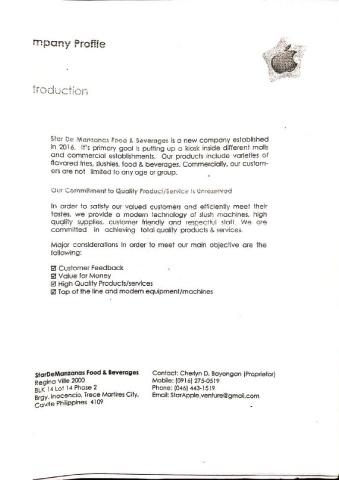 mpany Profile
troduction
Star De Manzanas Food & Beverages is a new company established
in 2016. It's primary goal is putting up a kiosk inside different malls
and commercial establishments. Our products include varieties of
flavored fries, slushies, food & beverages. Commercially, our custom-
ers are not limited to any age or group.
Our Commitment to Quality Product/Service is Unreserved
In order to satisfy our valued customers and efficiently meet their
tastes, we provide a modern technology of slush machines, high
quality supplies, customer friendly and respectful staff. We are
committed in achieving total quality products & services.
Major considerations in order to meet our main objective are the
following:
☑ Customer Feedback
☑ Value for Money
☑ High Quality Products/services
☑ Top of the line and modern equipment/machines
StarDeManzanas Food & Beverages
Regina Ville 2000
BLK 14 Lot 14 Phase 2
Brgy. Inocencio, Trece Martires City,
Cavite Philippines 4109
Contact: Cherlyn D. Bayongan (Proprietor)
Mobile: (0916) 275-0519
Phone: (046) 443-1519
Email: StarApple.venture@gmail.com